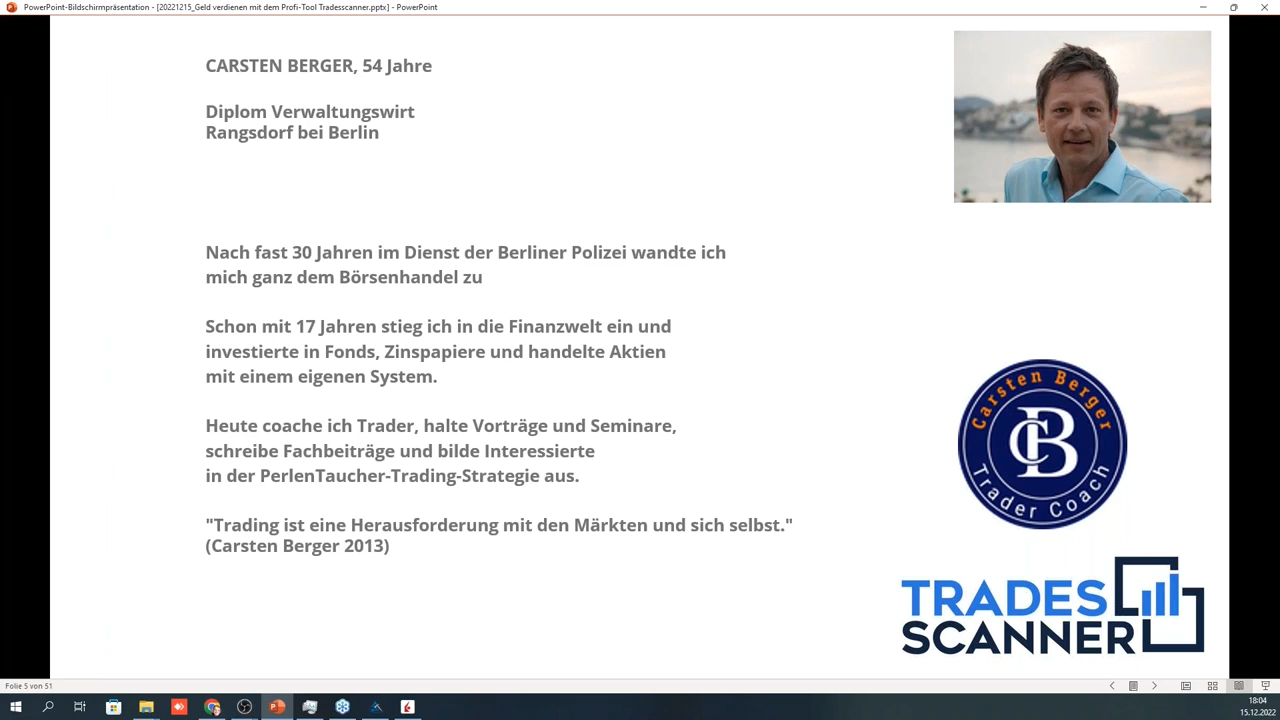 PowerPoint-Bildschirmpräsentation - [20221215_Geld verdienen mit dem Profi-Tool Tradesscanner.pptx] - PowerPoint
CARSTEN BERGER, 54 Jahre
Diplom Verwaltungswirt
Rangsdorf bei Berlin
Nach fast 30 Jahren im Dienst der Berliner Polizei wandte ich
mich ganz dem Börsenhandel zu
Schon mit 17 Jahren stieg ich in die Finanzwelt ein und
investierte in Fonds, Zinspapiere und handelte Aktien
mit einem eigenen System.
Heute coache ich Trader, halte Vorträge und Seminare,
schreibe Fachbeiträge und bilde Interessierte
in der PerlenTaucher-Trading-Strategie aus.
"Trading ist eine Herausforderung mit den Märkten und sich selbst."
(Carsten Berger 2013)
Carsten Berger
CB
Trader Coach
TRADES
SCANNER
Folie 5 von 51
18:04
15.12.2022